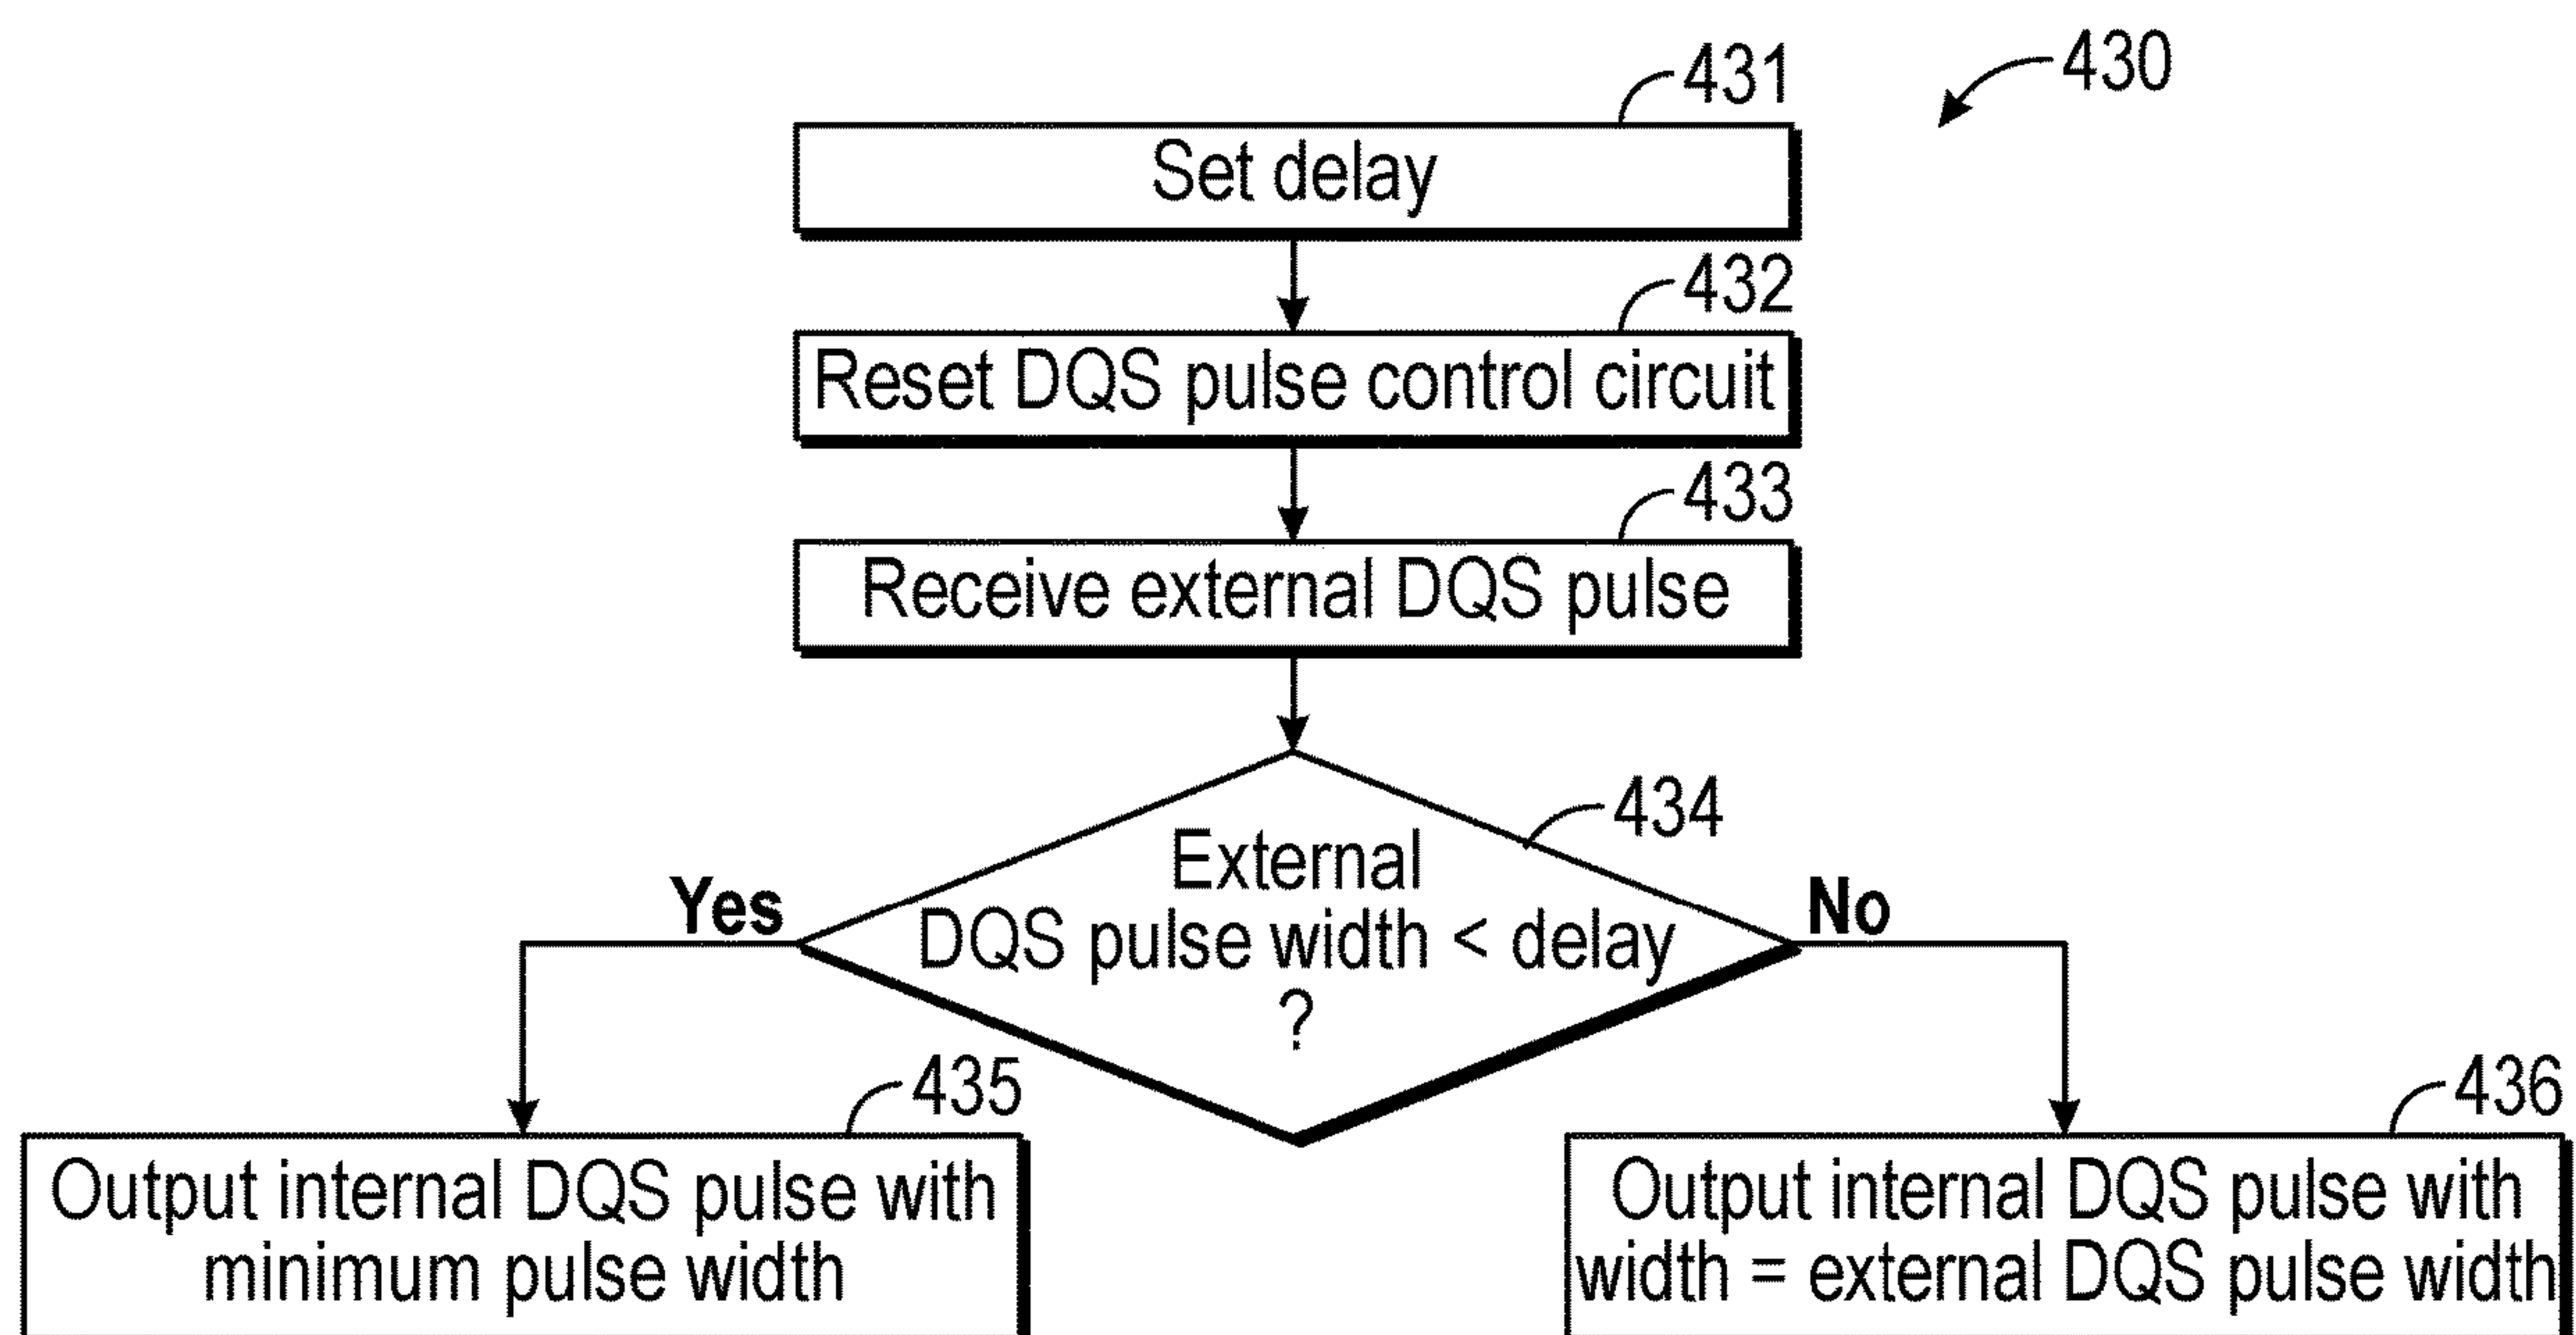 430
431
Set delay
432
Reset DQS pulse control circuit
433
Receive external DQS pulse
434
External
DQS pulse width < delay
?
Yes
No
435
Output internal DQS pulse with
minimum pulse width
436
Output internal DQS pulse with
width = external DQS pulse width